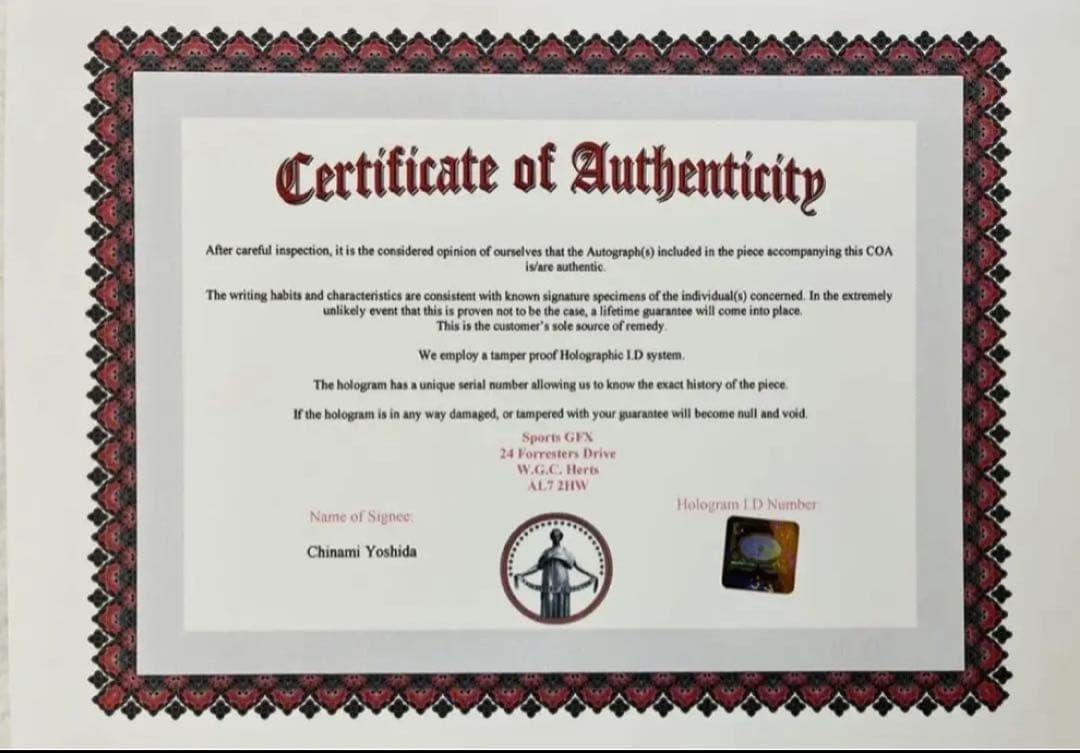 Certificate of Authenticity
After careful inspection, it is the considered opinion of ourselves that the Autograph(s) included in the piece accompanying this COA
is/are authentic.
The writing habits and characteristics are consistent with known signature specimens of the individual(s) concerned. In the extremely
unlikely event that this is proven not to be the case, a lifetime guarantee will come into place.
This is the customer's sole source of remedy.
We employ a tamper proof Holographic I.D system.
The hologram has a unique serial number allowing us to know the exact history of the piece.
If the hologram is in any way damaged, or tampered with your guarantee will become null and void.
Sports GFX
24 Forresters Drive
W.G.C. Herts
AL7 2HW
Hologram I.D Number:
Name of Signee:
Chinami Yoshida